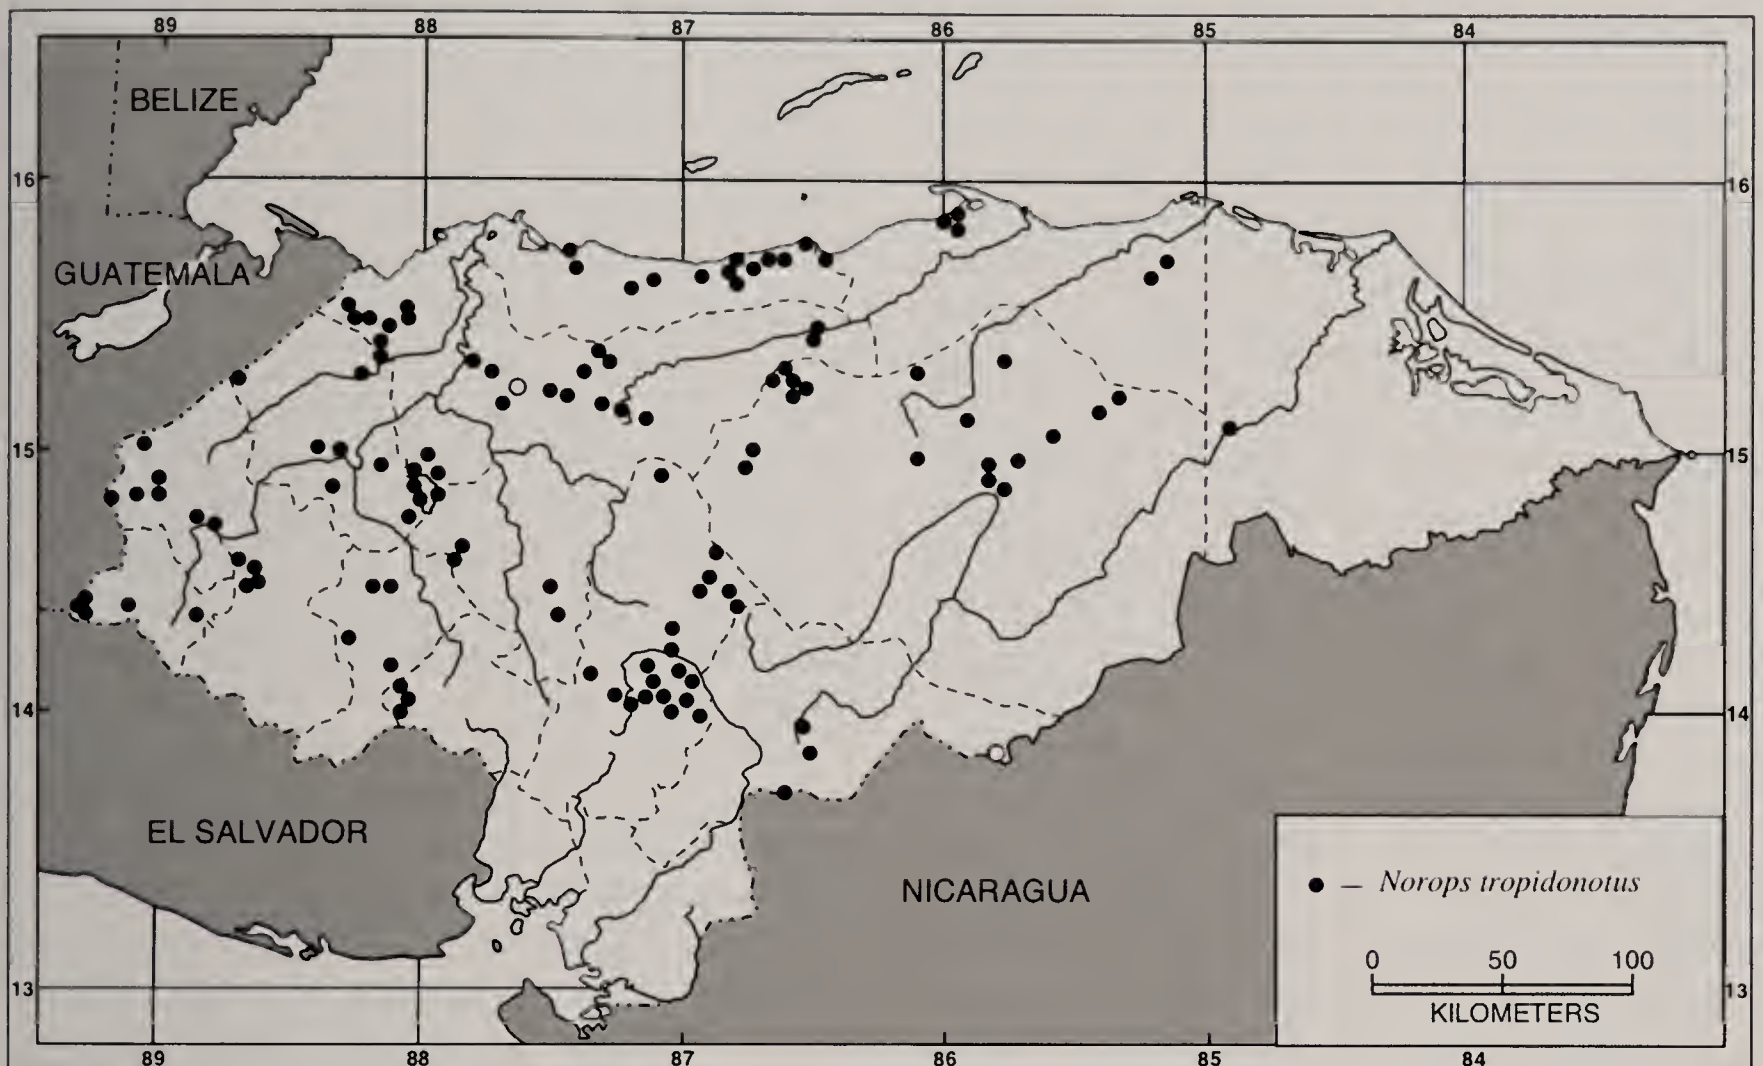 89 88 87 86 85 84
BELIZE
16 16
GUATEMALA
15 15
14 14
EL SALVADOR
NICARAGUA
● – Norops tropidonotus
0 50 100
KILOMETERS
13 13
89 88 87 86 85 84